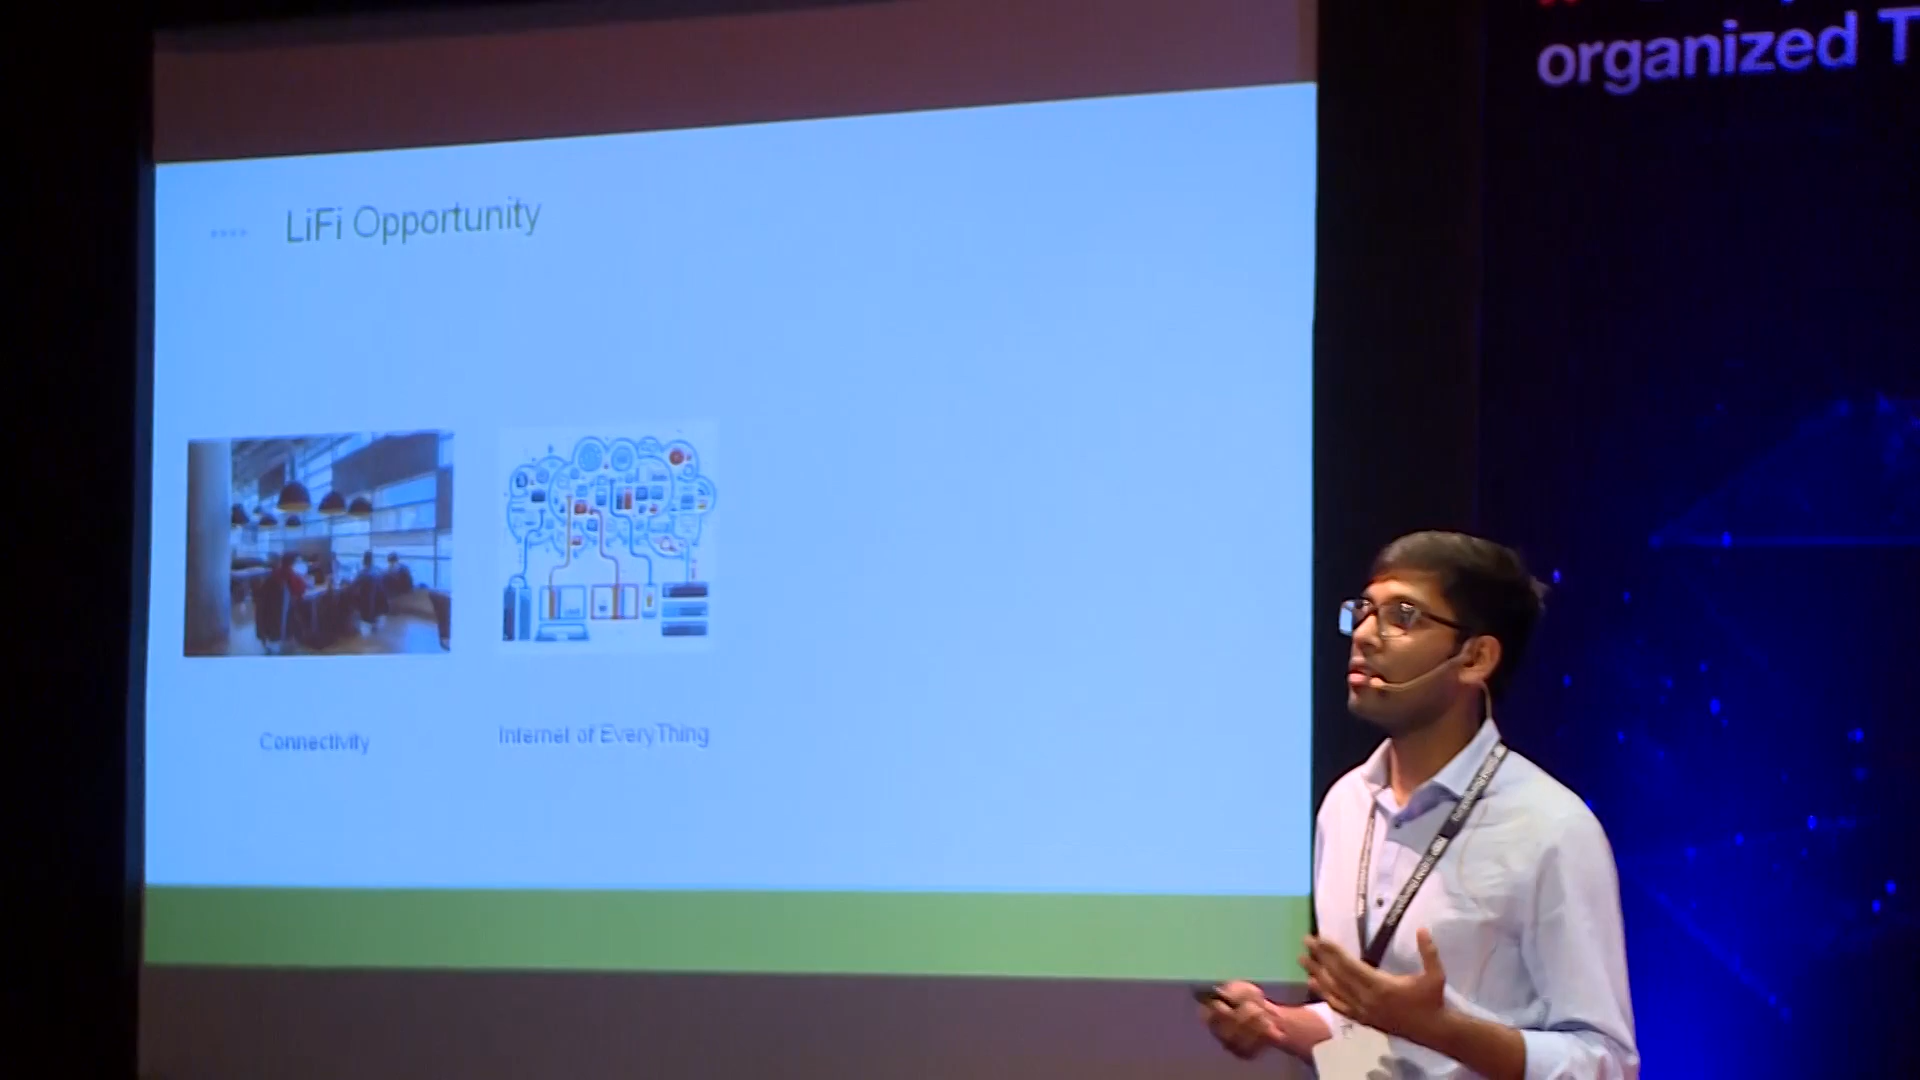 organized T
LiFi Opportunity
Connectivity
Internet of EveryThing